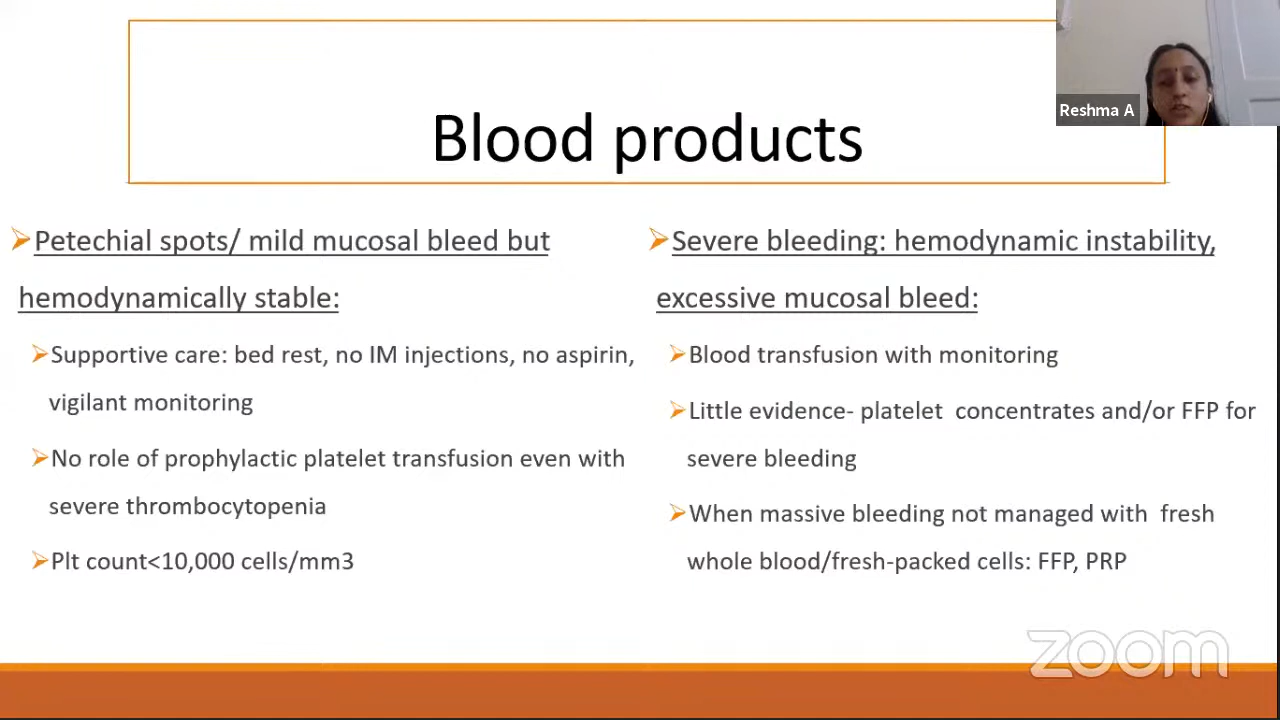 Reshma A
Blood products
Petechial spots/ mild mucosal bleed but
hemodynamically stable:
Supportive care: bed rest, no IM injections, no aspirin,
vigilant monitoring
No role of prophylactic platelet transfusion even with
severe thrombocytopenia
Plt count<10,000 cells/mm3
Severe bleeding: hemodynamic instability,
excessive mucosal bleed:
Blood transfusion with monitoring
Little evidence- platelet concentrates and/or FFP for
severe bleeding
When massive bleeding not managed with fresh
whole blood/fresh-packed cells: FFP, PRP
zoom